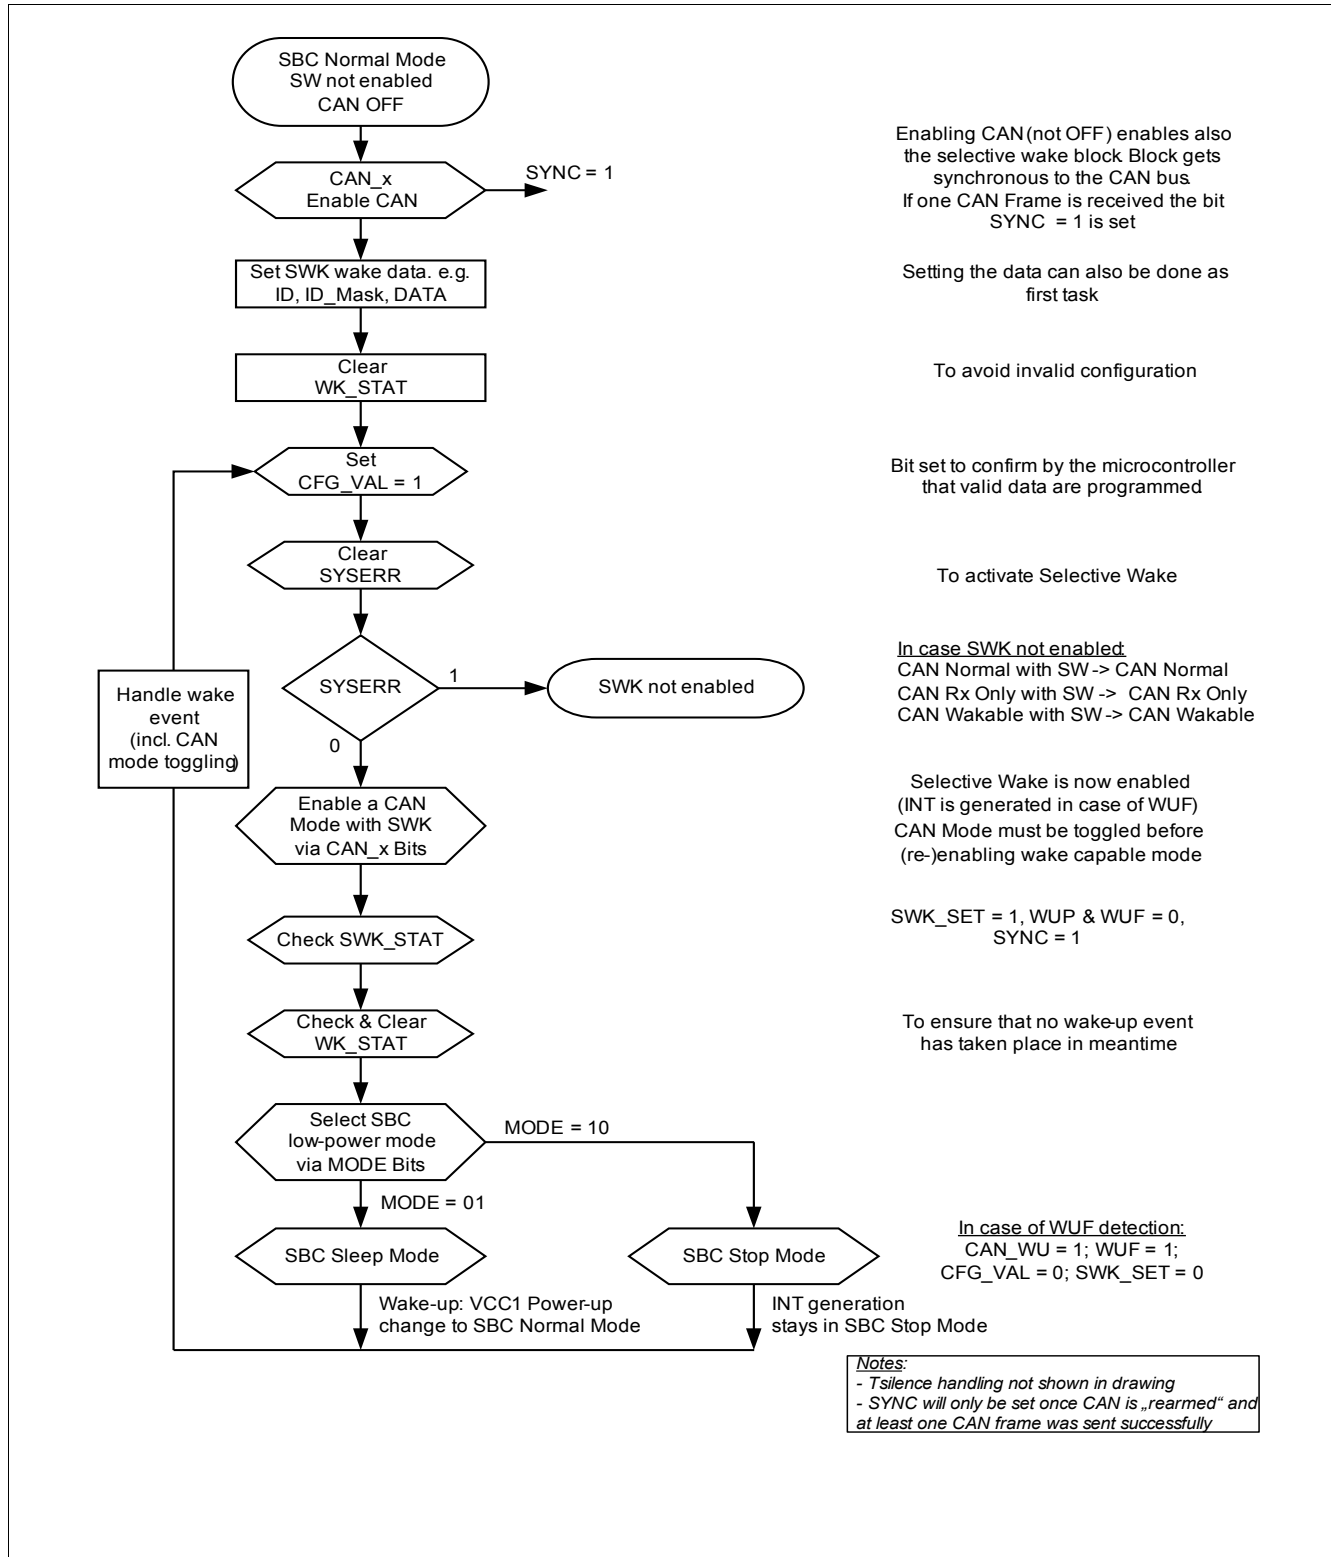 SBC Normal Mode
SW not enabled
CAN OFF
CAN_x
Enable CAN
SYNC = 1
Enabling CAN (not OFF) enables also
the selective wake block. Block gets
synchronous to the CAN bus.
If one CAN Frame is received the bit
SYNC = 1 is set
Set SWK wake data. e.g.
ID, ID_Mask, DATA
Setting the data can also be done as
first task
Clear
WK_STAT
To avoid invalid configuration
Set
CFG_VAL = 1
Bit set to confirm by the microcontroller
that valid data are programmed.
Clear
SYSERR
To activate Selective Wake
SYSERR
1
0
SWK not enabled
In case SWK not enabled:
CAN Normal with SW -> CAN Normal
CAN Rx Only with SW -> CAN Rx Only
CAN Wakable with SW -> CAN Wakable
Handle wake
event
(incl. CAN
mode toggling)
Enable a CAN
Mode with SWK
via CAN_x Bits
Selective Wake is now enabled
(INT is generated in case of WUF)
CAN Mode must be toggled before
(re-)enabling wake capable mode
Check SWK_STAT
SWK_SET = 1, WUP & WUF = 0,
SYNC = 1
Check & Clear
WK_STAT
To ensure that no wake-up event
has taken place in meantime
Select SBC
low-power mode
via MODE Bits
MODE = 10
MODE = 01
SBC Sleep Mode
SBC Stop Mode
In case of WUF detection:
CAN_WU = 1; WUF = 1;
CFG_VAL = 0; SWK_SET = 0
Wake-up: VCC1 Power-up
change to SBC Normal Mode
INT generation
stays in SBC Stop Mode
Notes:
- Tsilence handling not shown in drawing
- SYNC will only be set once CAN is „rearmed“ and
at least one CAN frame was sent successfully